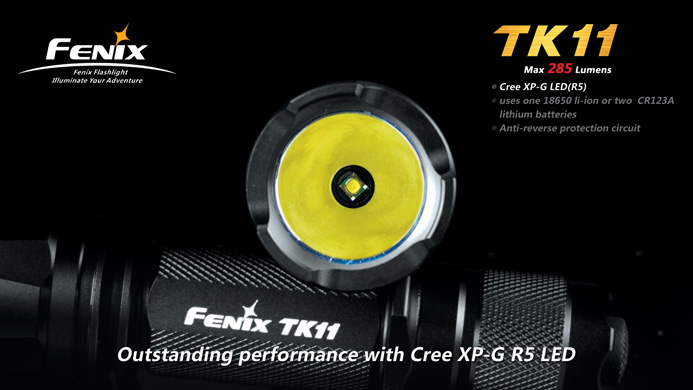 FENIX
Fenix Flashlight
Illuminate Your Adventure
TK11
Max 285 Lumens
Cree XP-G LED(R5)
uses one 18650 li-ion or two CR123A
lithium batteries
Anti-reverse protection circuit
FENIX TK11
Outstanding performance with Cree XP-G R5 LED